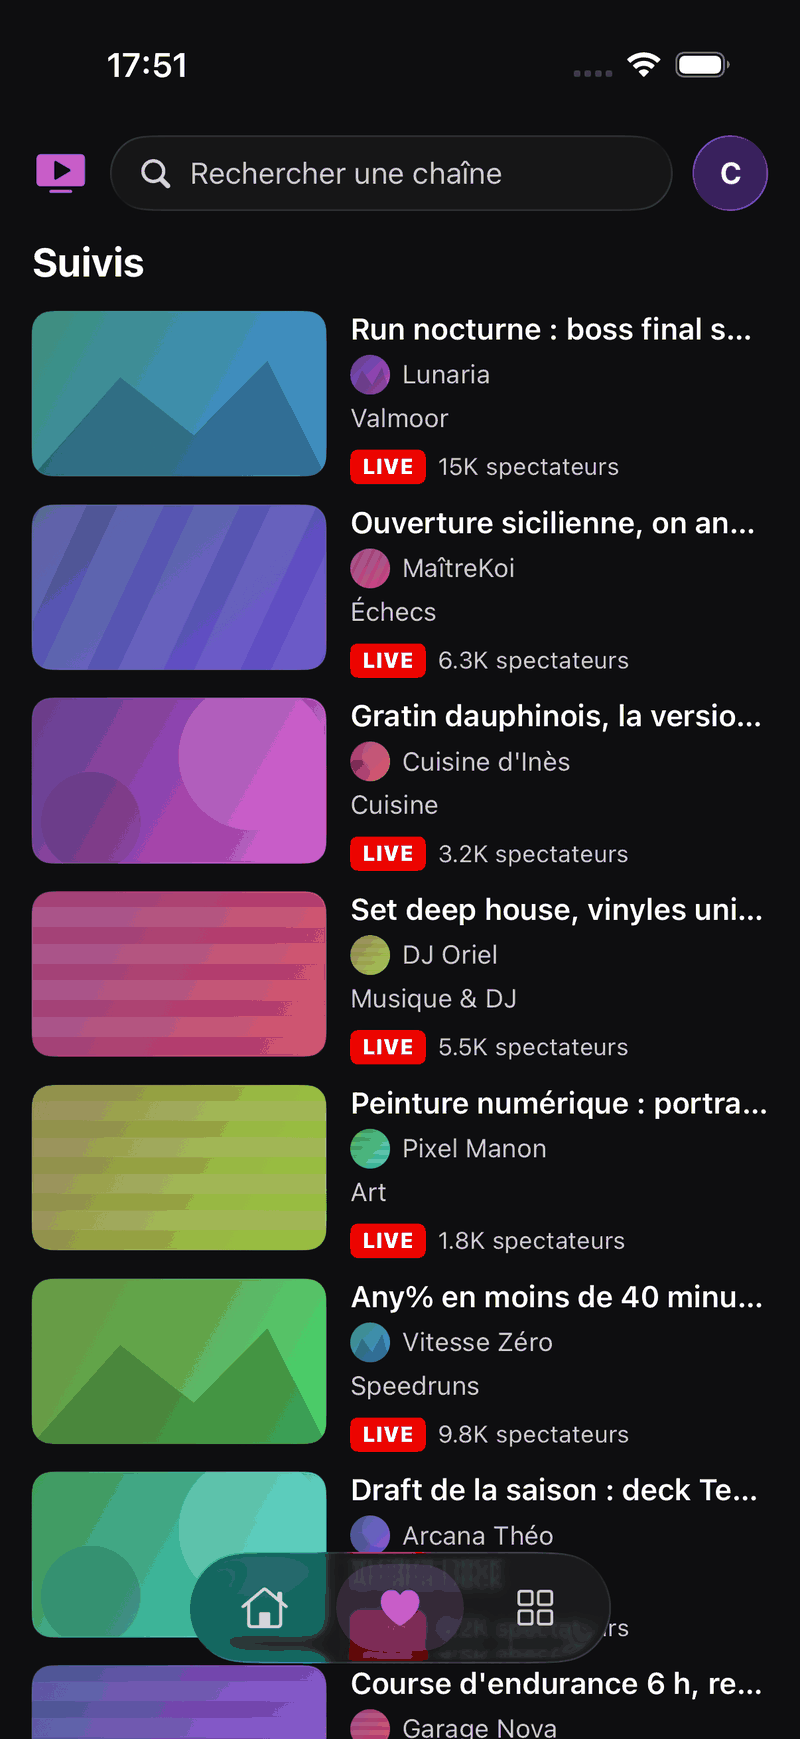 17:51
Rechercher une chaîne
C
Suivis
Run nocturne : boss final s...
Lunaria
Valmoor
LIVE 15K spectateurs
Ouverture sicilienne, on an...
MaîtreKoi
Échecs
LIVE 6.3K spectateurs
Gratin dauphinois, la versio...
Cuisine d'Inès
Cuisine
LIVE 3.2K spectateurs
Set deep house, vinyles uni...
DJ Oriel
Musique & DJ
LIVE 5.5K spectateurs
Peinture numérique : portra...
Pixel Manon
Art
LIVE 1.8K spectateurs
Any% en moins de 40 minu...
Vitesse Zéro
Speedruns
LIVE 9.8K spectateurs
Draft de la saison : deck Te...
Arcana Théo
Course d'endurance 6 h, re...
Garage Nova